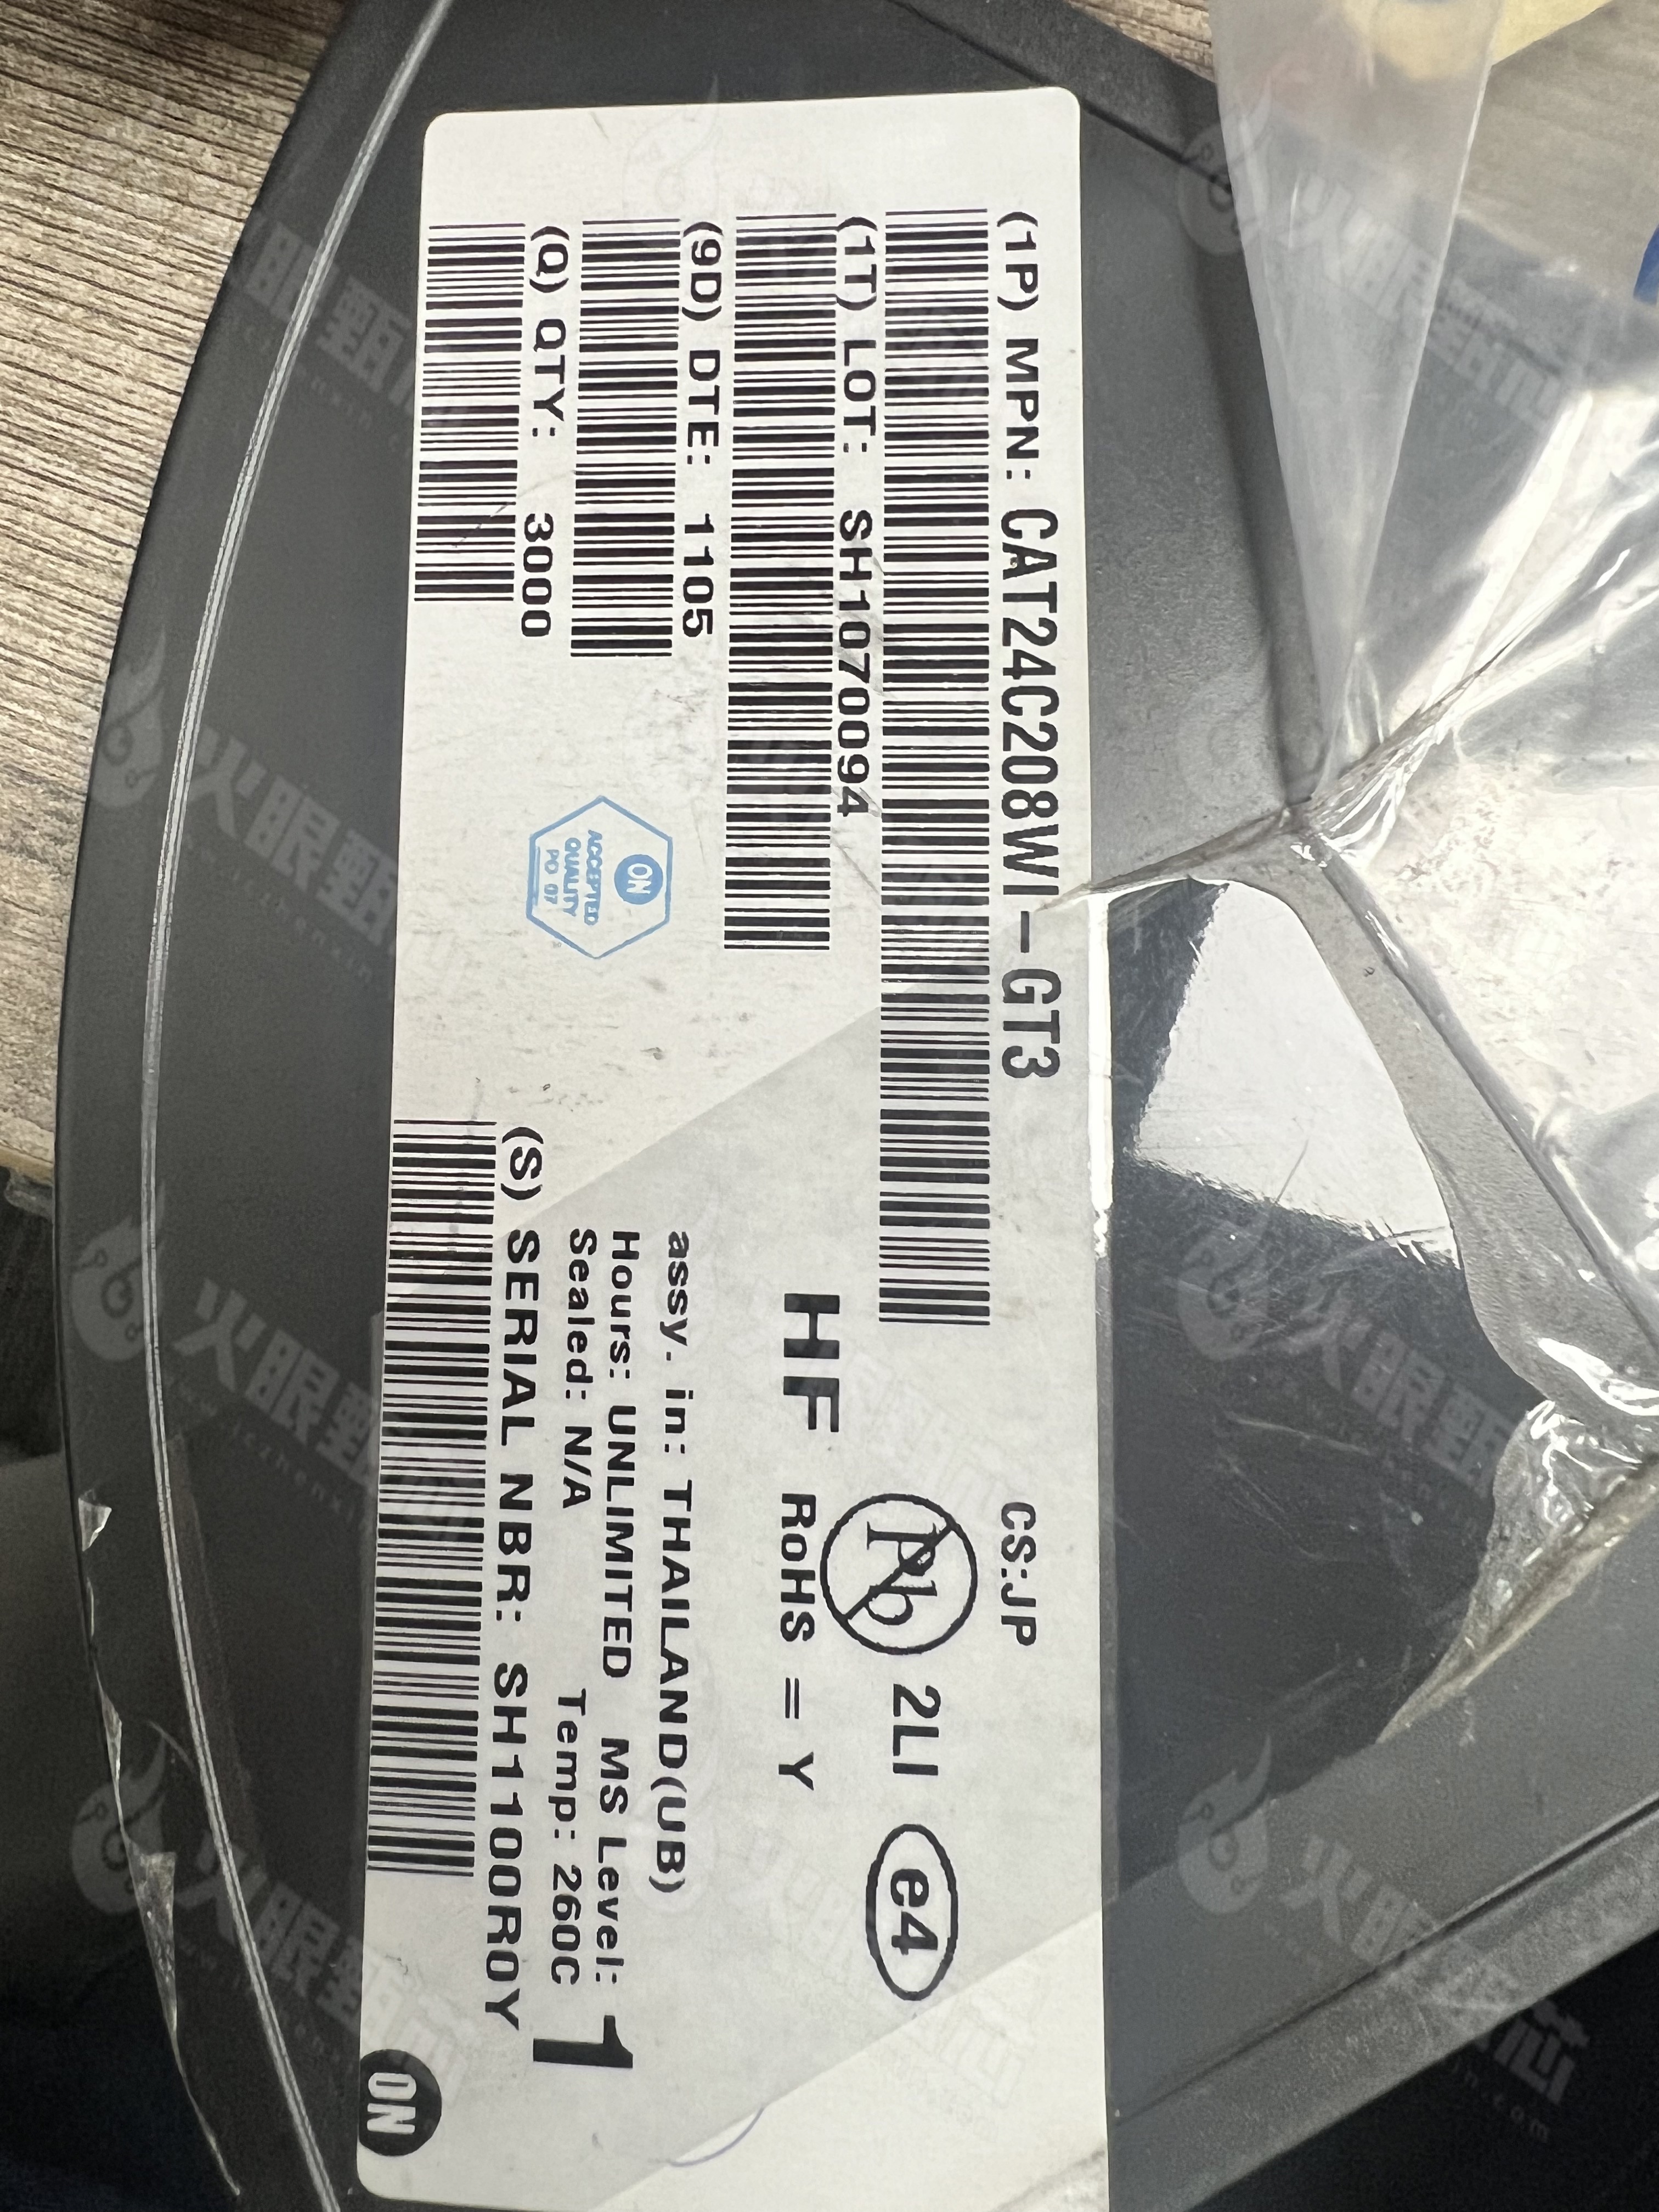 (1P) MPN: CAT24C208WI-GT3
CS:JP
(1T) LOT: SH1070094
Pb
2LI
e4
HF
RoHS = Y
(9D) DTE: 1105
assy. in: THAILAND(UB)
Hours: UNLIMITED MS Level: 1
Sealed: N/A Temp: 260C
(Q) QTY: 3000
ON
ACCEPTED
QUALITY
PD 07
(S) SERIAL NBR: SH1100R0Y
ON
火眼甄芯